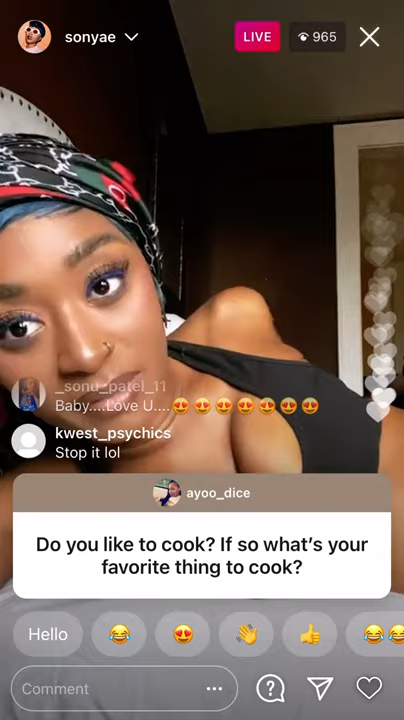 sonyae
LIVE
965
_sonu_patel_11
Baby....Love U....😍😍😍😍😍😍😍
kwest_psychics
Stop it lol
ayoo_dice
Do you like to cook? If so what's your
favorite thing to cook?
Hello
Comment